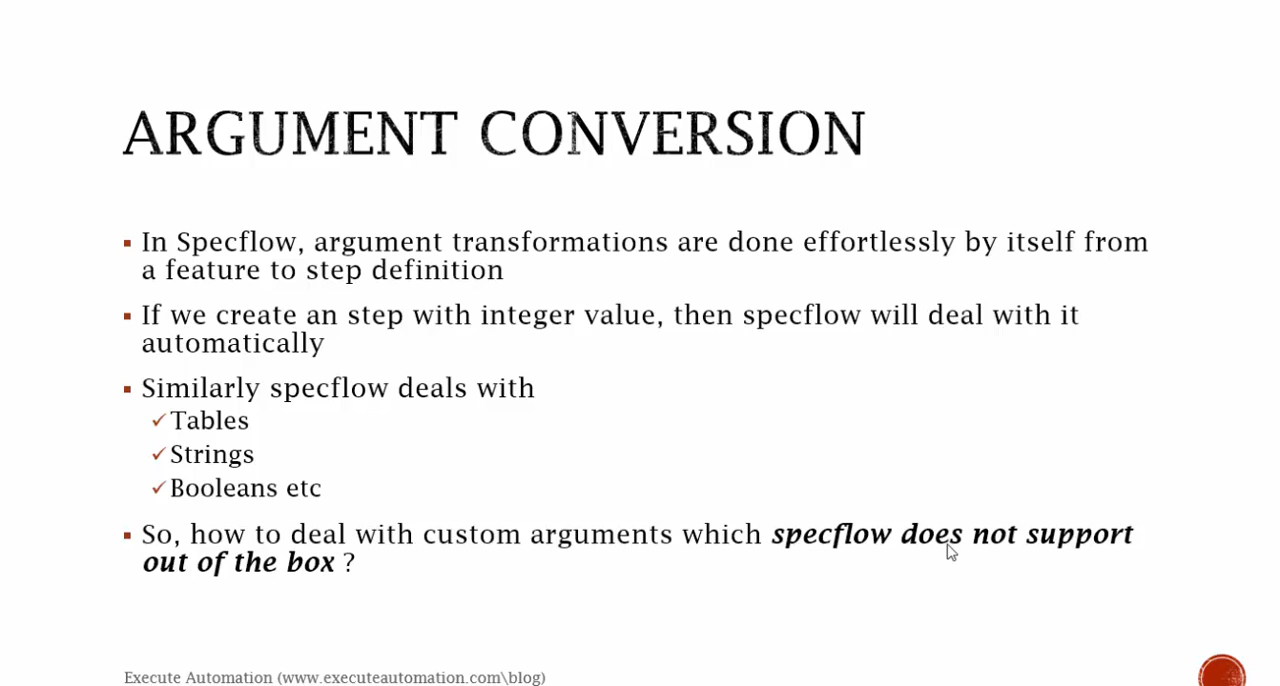 ARGUMENT CONVERSION
In Specflow, argument transformations are done effortlessly by itself from
a feature to step definition
If we create an step with integer value, then specflow will deal with it
automatically
Similarly specflow deals with
Tables
Strings
Booleans etc
So, how to deal with custom arguments which specflow does not support
out of the box ?
Execute Automation (www.executeautomation.com\blog)